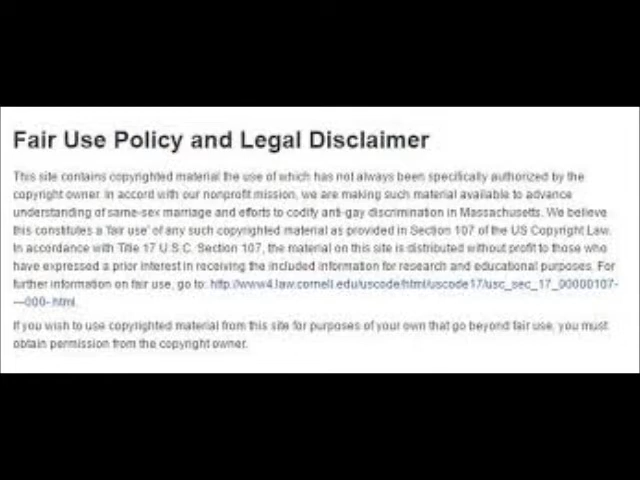 Fair Use Policy and Legal Disclaimer
This site contains copyrighted material the use of which has not always been specifically authorized by the
copyright owner. In accord with our nonprofit mission, we are making such material available to advance
understanding of same-sex marriage and efforts to codify anti-gay discrimination in Massachusetts. We believe
this constitutes a 'fair use' of any such copyrighted material as provided in Section 107 of the US Copyright Law.
In accordance with Title 17 U.S.C. Section 107, the material on this site is distributed without profit to those who
have expressed a prior interest in receiving the included information for research and educational purposes. For
further information on fair use, go to: http://www4.law.cornell.edu/uscode/html/uscode17/usc_sec_17_00000107-
---000-.html.
If you wish to use copyrighted material from this site for purposes of your own that go beyond fair use, you must
obtain permission from the copyright owner.